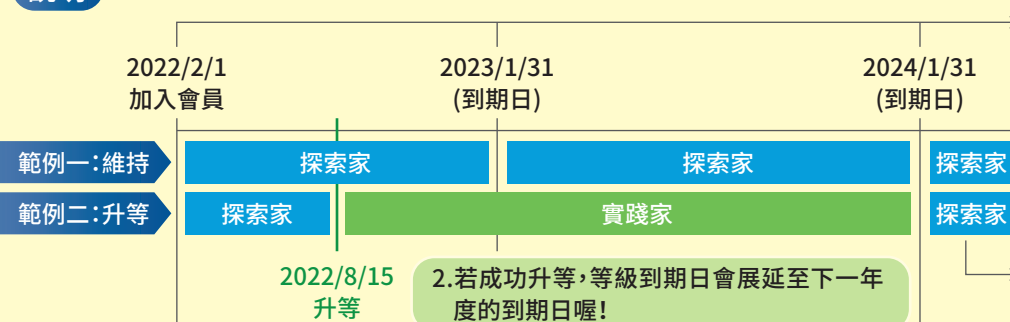 2022/2/1
加入會員
2023/1/31
(到期日)
2024/1/31
(到期日)
範例一:維持
探索家
探索家
探索家
範例二:升等
探索家
實踐家
探索家
2022/8/15
升等
2.若成功升等,等級到期日會展延至下一年
度的到期日喔!